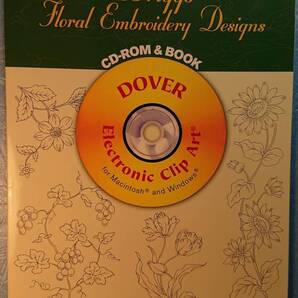 Floral Embroidery Designs
CD-ROM & BOOK
DOVER
Electronic Clip Art®
for Macintosh® and Windows®